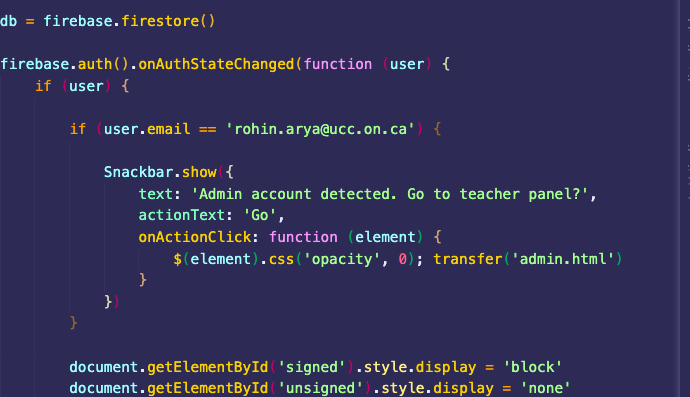 db = firebase.firestore()
firebase.auth().onAuthStateChanged(function (user) {
if (user) {
if (user.email == 'rohin.arya@ucc.on.ca') {
Snackbar.show({
text: 'Admin account detected. Go to teacher panel?',
actionText: 'Go',
onActionClick: function (element) {
$(element).css('opacity', 0); transfer('admin.html')
}
})
}
document.getElementById('signed').style.display = 'block'
document.getElementById('unsigned').style.display = 'none'